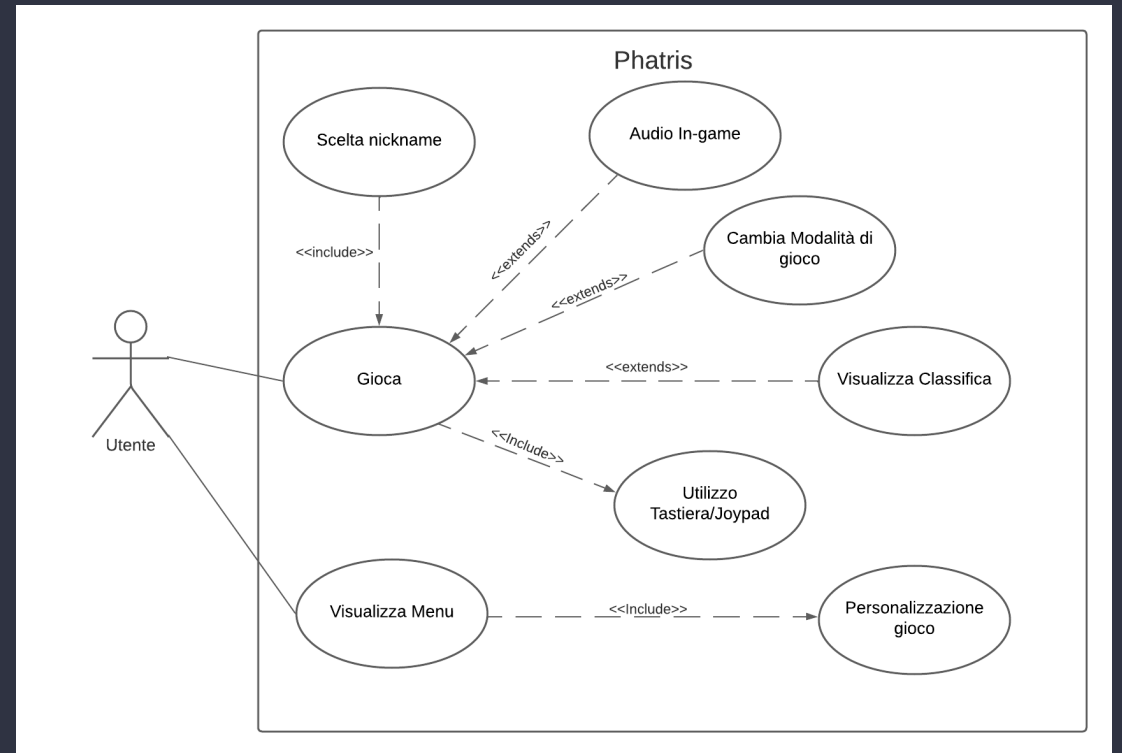 Phatris
Scelta nickname
Audio In-game
<<include>>
<<extends>>
Cambia Modalità di
gioco
<<extends>>
Utente
Gioca
<<extends>>
Visualizza Classifica
<<Include>>
Utilizzo
Tastiera/Joypad
Visualizza Menu
<<Include>>
Personalizzazione
gioco